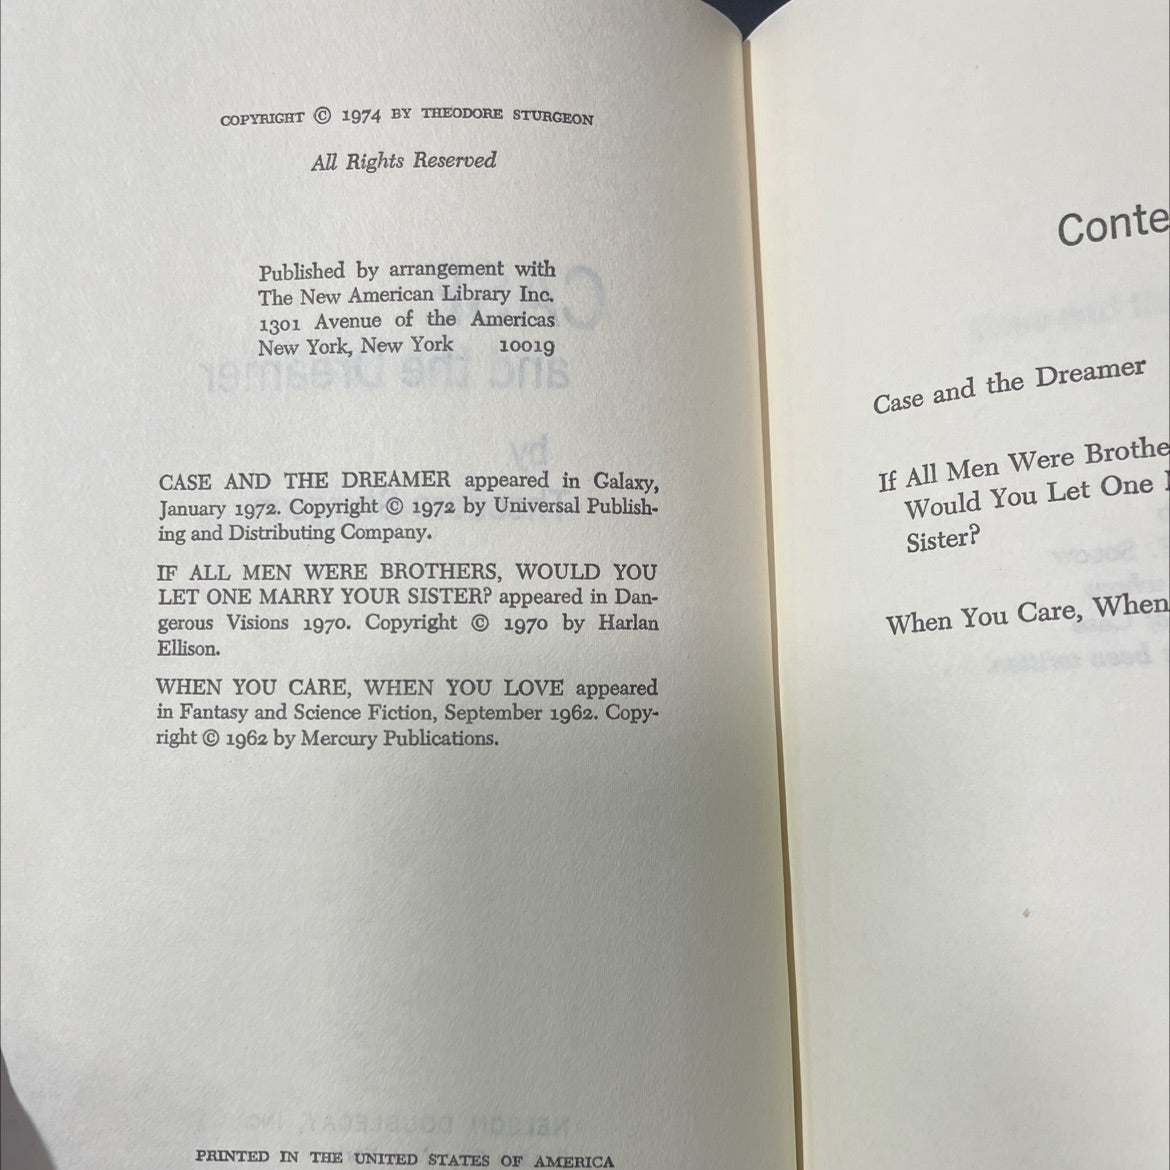 COPYRIGHT © 1974 BY THEODORE STURGEON
All Rights Reserved
Published by arrangement with
The New American Library Inc.
1301 Avenue of the Americas
New York, New York 10019
CASE AND THE DREAMER appeared in Galaxy,
January 1972. Copyright © 1972 by Universal Publish-
ing and Distributing Company.
IF ALL MEN WERE BROTHERS, WOULD YOU
LET ONE MARRY YOUR SISTER? appeared in Dan-
gerous Visions 1970. Copyright © 1970 by Harlan
Ellison.
WHEN YOU CARE, WHEN YOU LOVE appeared
in Fantasy and Science Fiction, September 1962. Copy-
right © 1962 by Mercury Publications.
PRINTED IN THE UNITED STATES OF AMERICA
Conte
Case and the Dreamer
If All Men Were Brothe
Would You Let One
Sister?
When You Care, When